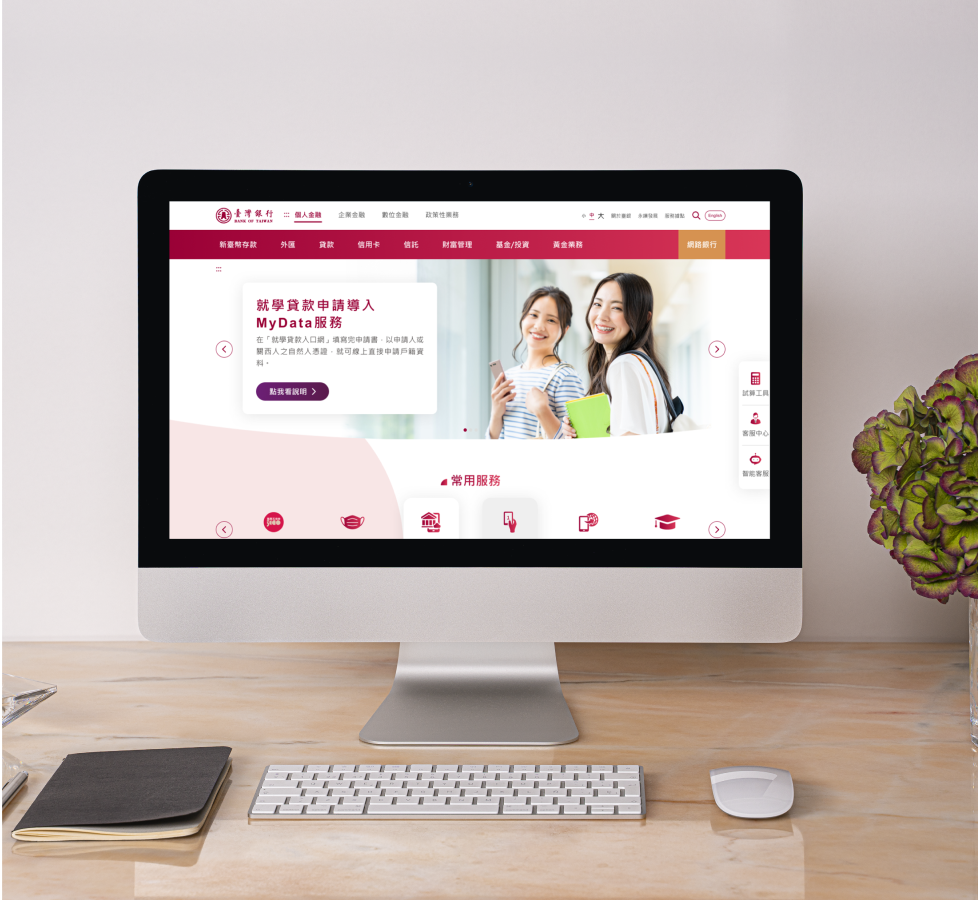 臺灣銀行
BANK OF TAIWAN
::: 個人金融 企業金融 數位金融 政策性業務
小 中 大 關於臺銀 永續發展 服務據點 English
新臺幣存款 外匯 貸款 信用卡 信託 財富管理 基金/投資 黃金業務 網路銀行
:::
就學貸款申請導入
MyData服務
在「就學貸款入口網」填寫完申請書，以申請人或
關西人之自然人憑證，就可線上直接申請戶籍資
料。
點我看說明
試算工具
客服中心
智能客服
常用服務